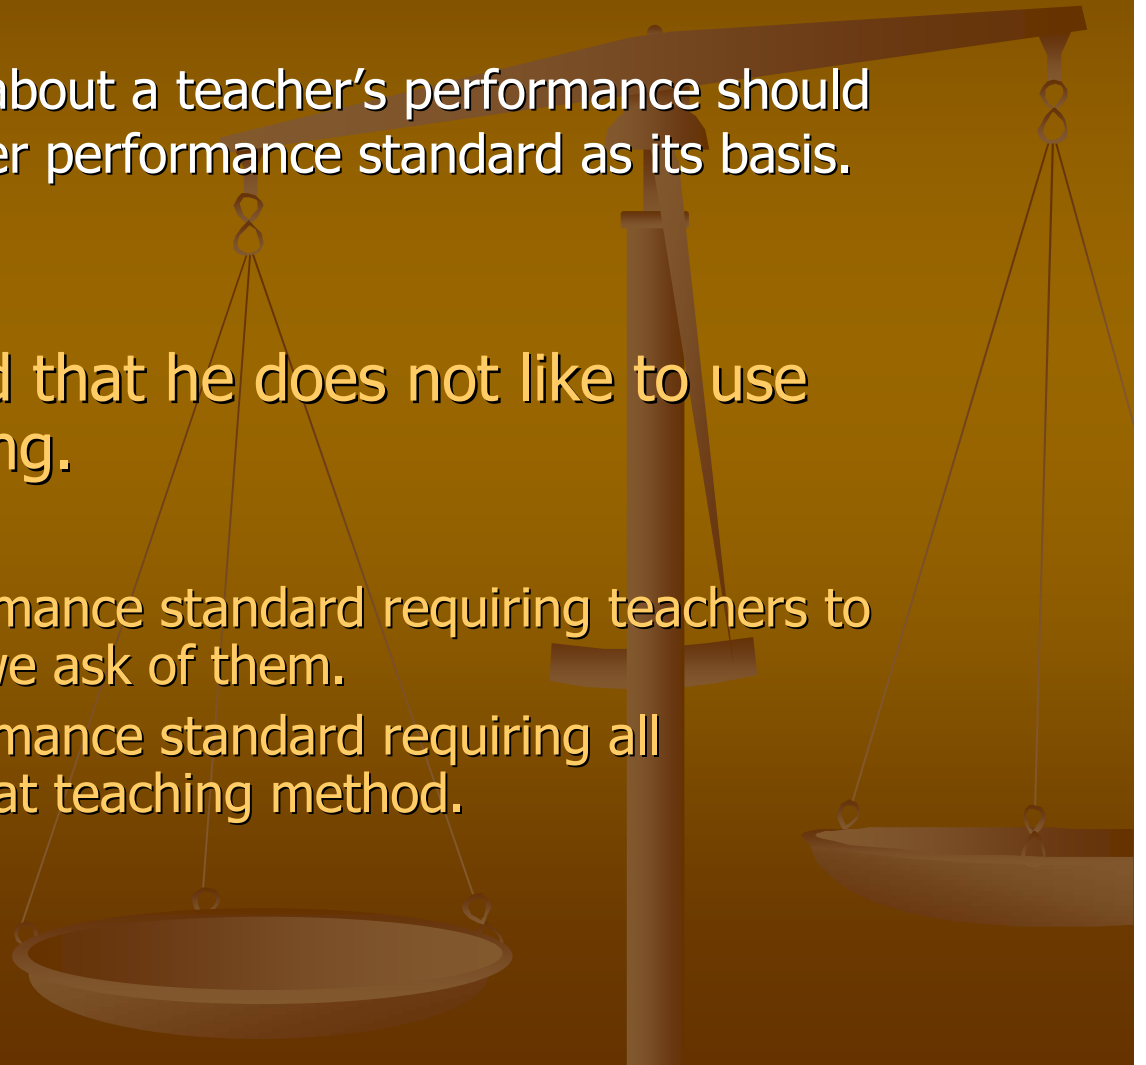 about a teacher’s performance should
er performance standard as its basis.
d that he does not like to use
ng.
mance standard requiring teachers to
we ask of them.
mance standard requiring all
at teaching method.